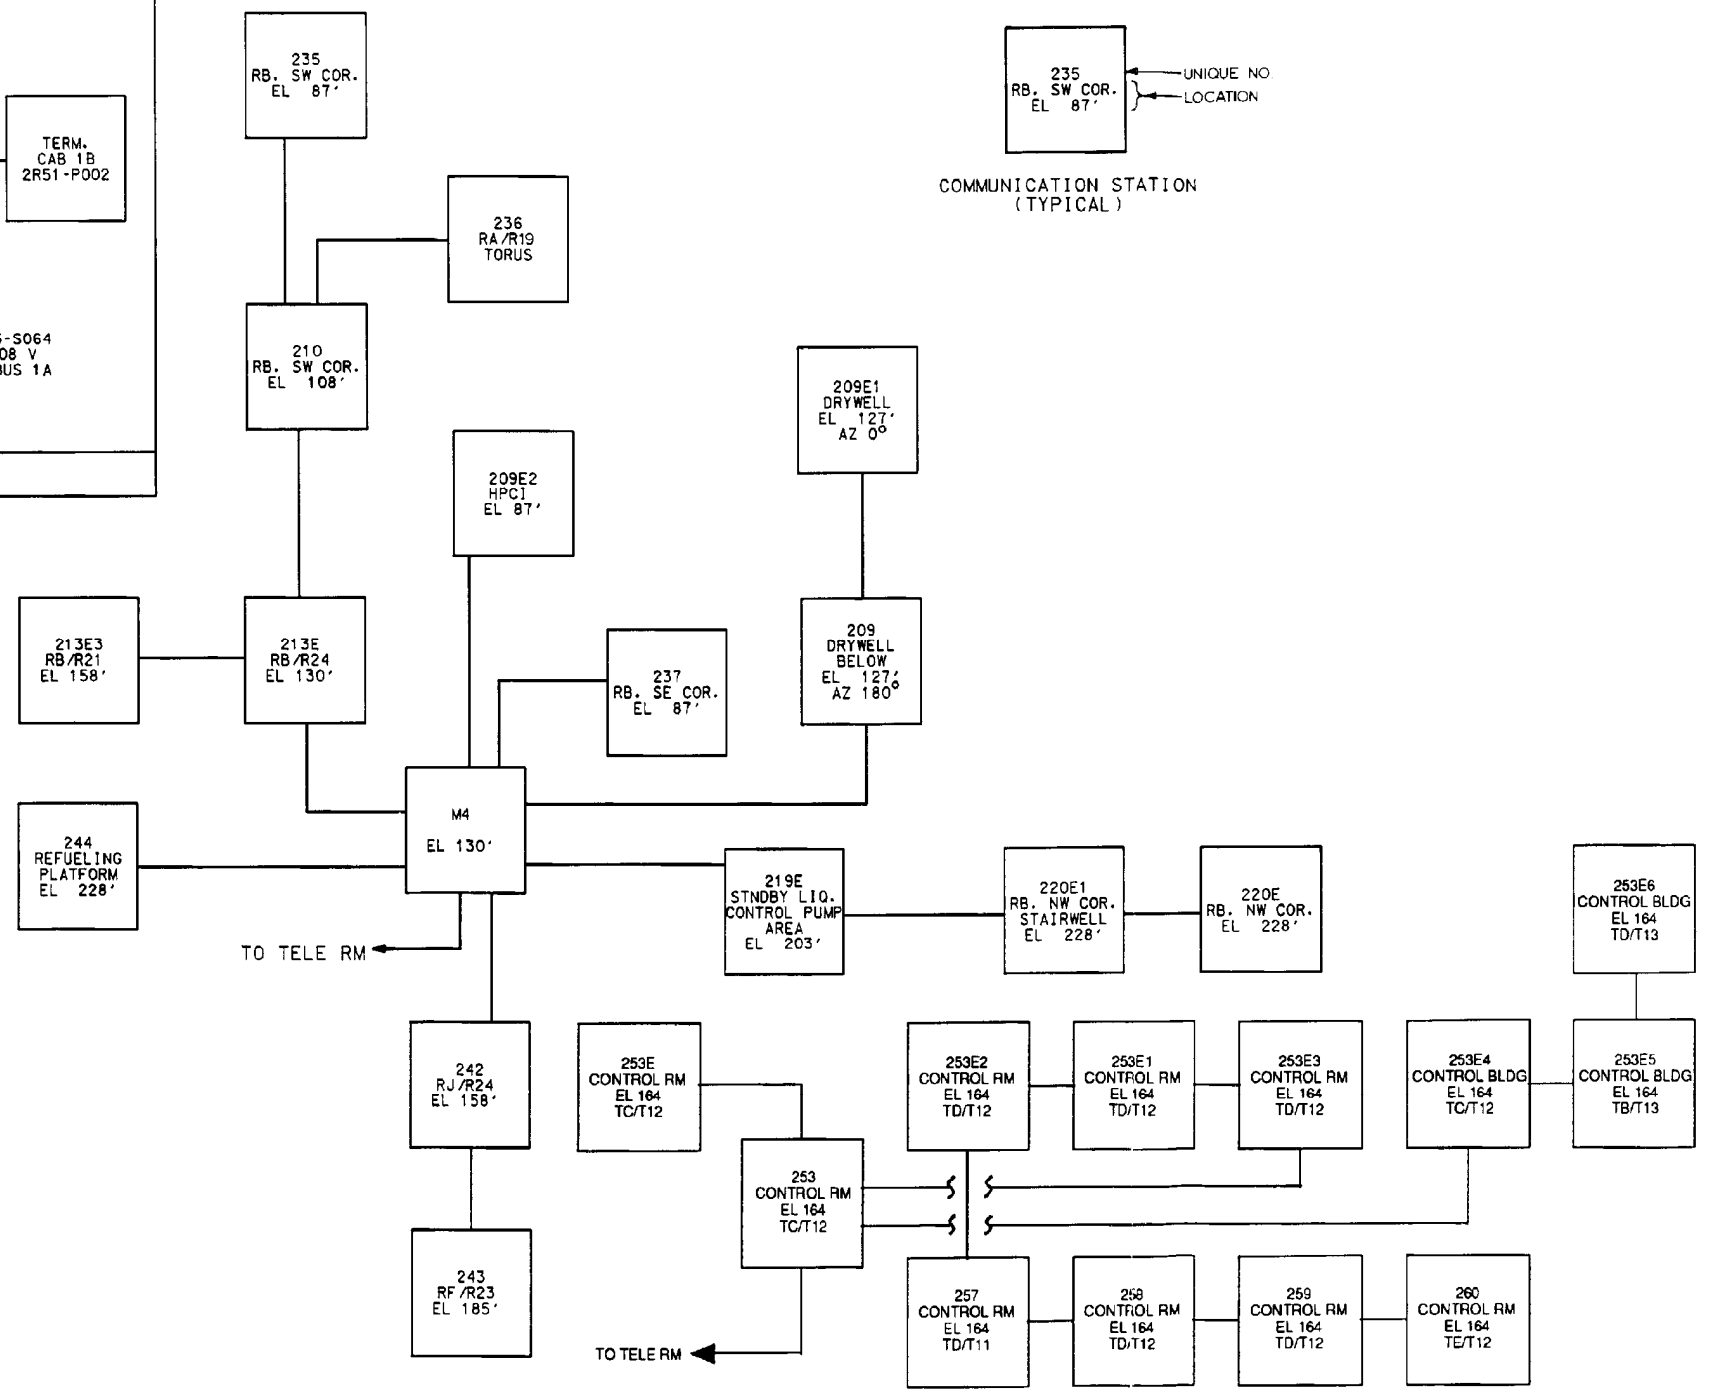 235
RB. SW COR.
EL 87'
235
RB. SW COR.
EL 87'
UNIQUE NO
LOCATION
COMMUNICATION STATION
(TYPICAL)
TERM.
CAB 1B
2R51-P002
236
RA/R19
TORUS
-S064
08 V
BUS 1A
210
RB. SW COR.
EL 108'
209E1
DRYWELL
EL 127'
AZ 0°
209E2
HPCI
EL 87'
213E3
RB/R21
EL 158'
213E
RB/R24
EL 130'
237
RB. SE COR.
EL 87'
209
DRYWELL
BELOW
EL 127'
AZ 180°
M4
EL 130'
244
REFUELING
PLATFORM
EL 228'
219E
STNDBY LIQ.
CONTROL PUMP
AREA
EL 203'
220E1
RB. NW COR.
STAIRWELL
EL 228'
220E
RB. NW COR.
EL 228'
253E6
CONTROL BLDG
EL 164
TD/T13
TO TELE RM
242
RJ/R24
EL 158'
253E
CONTROL RM
EL 164
TC/T12
253E2
CONTROL RM
EL 164
TD/T12
253E1
CONTROL RM
EL 164
TD/T12
253E3
CONTROL RM
EL 164
TD/T12
253E4
CONTROL BLDG
EL 164
TC/T12
253E5
CONTROL BLDG
EL 164
TB/T13
253
CONTROL RM
EL 164
TC/T12
243
RF/R23
EL 185'
257
CONTROL RM
EL 164
TD/T11
258
CONTROL RM
EL 164
TD/T12
259
CONTROL RM
EL 164
TD/T12
260
CONTROL RM
EL 164
TE/T12
TO TELE RM